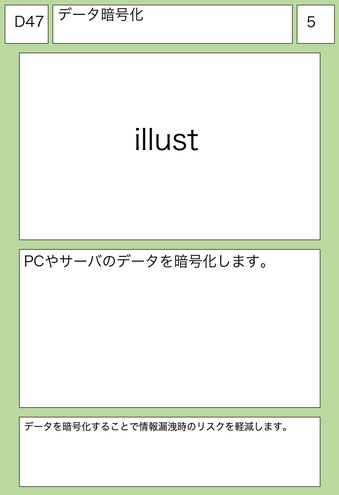 D47
データ暗号化
5
illust
PCやサーバのデータを暗号化します。
データを暗号化することで情報漏洩時のリスクを軽減します。